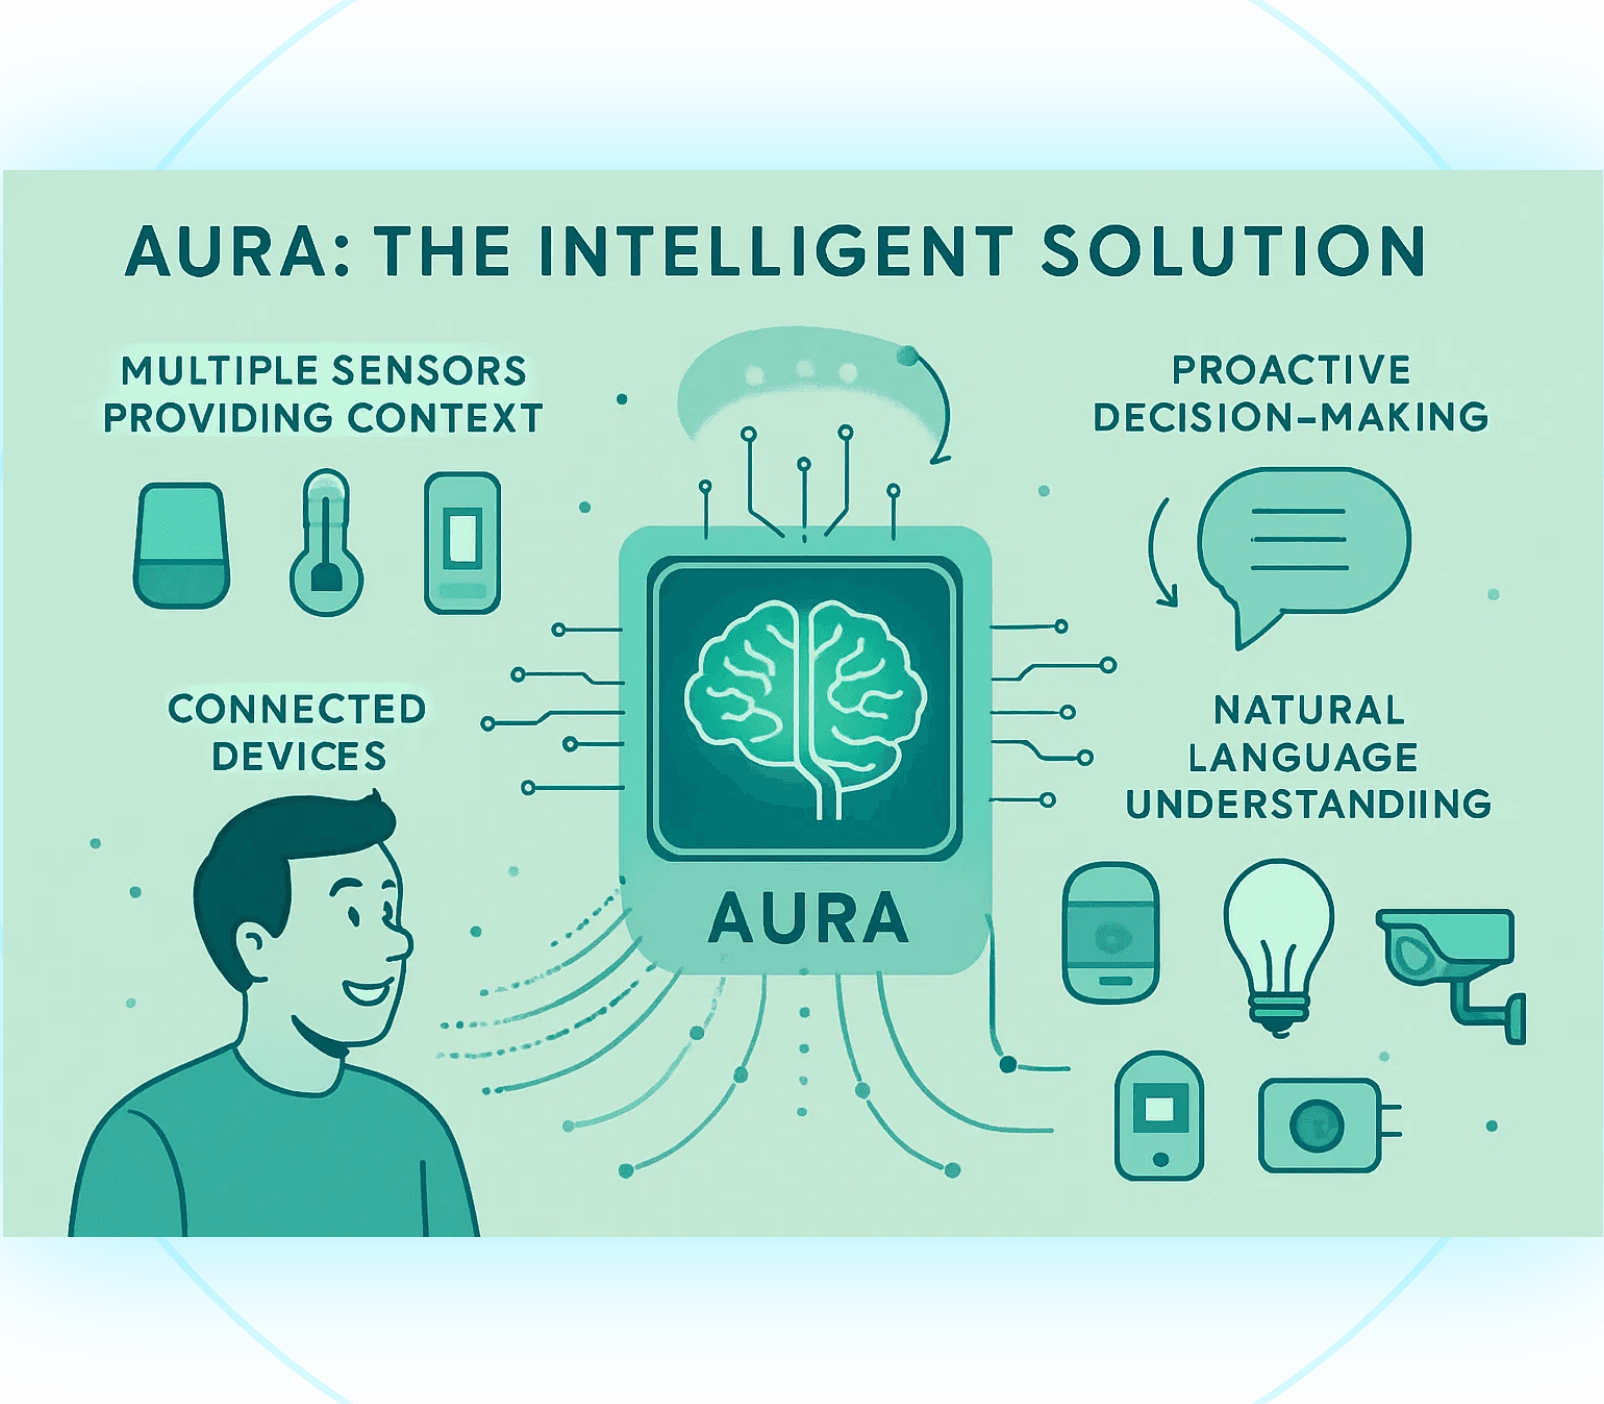 AURA: THE INTELLIGENT SOLUTION
MULTIPLE SENSORS
PROVIDING CONTEXT
PROACTIVE
DECISION–MAKING
CONNECTED
DEVICES
NATURAL
LANGUAGE
UNDERSTANDIING
AURA